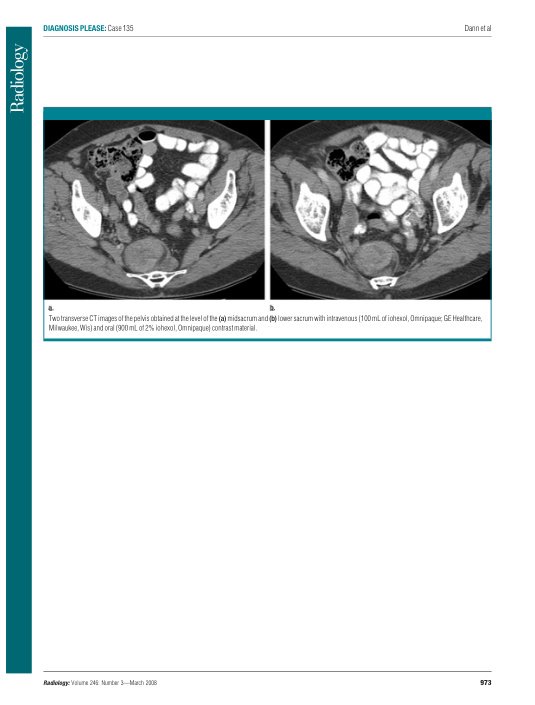 DIAGNOSIS PLEASE: Case 135
Dann et al
Radiology
a.
b.
Two transverse CT images of the pelvis obtained at the level of the (a) midsacrum and (b) lower sacrum with intravenous (100 mL of iohexol, Omnipaque; GE Healthcare,
Milwaukee, Wis) and oral (900 mL of 2% iohexol, Omnipaque) contrast material.
Radiology: Volume 246: Number 3—March 2008
973